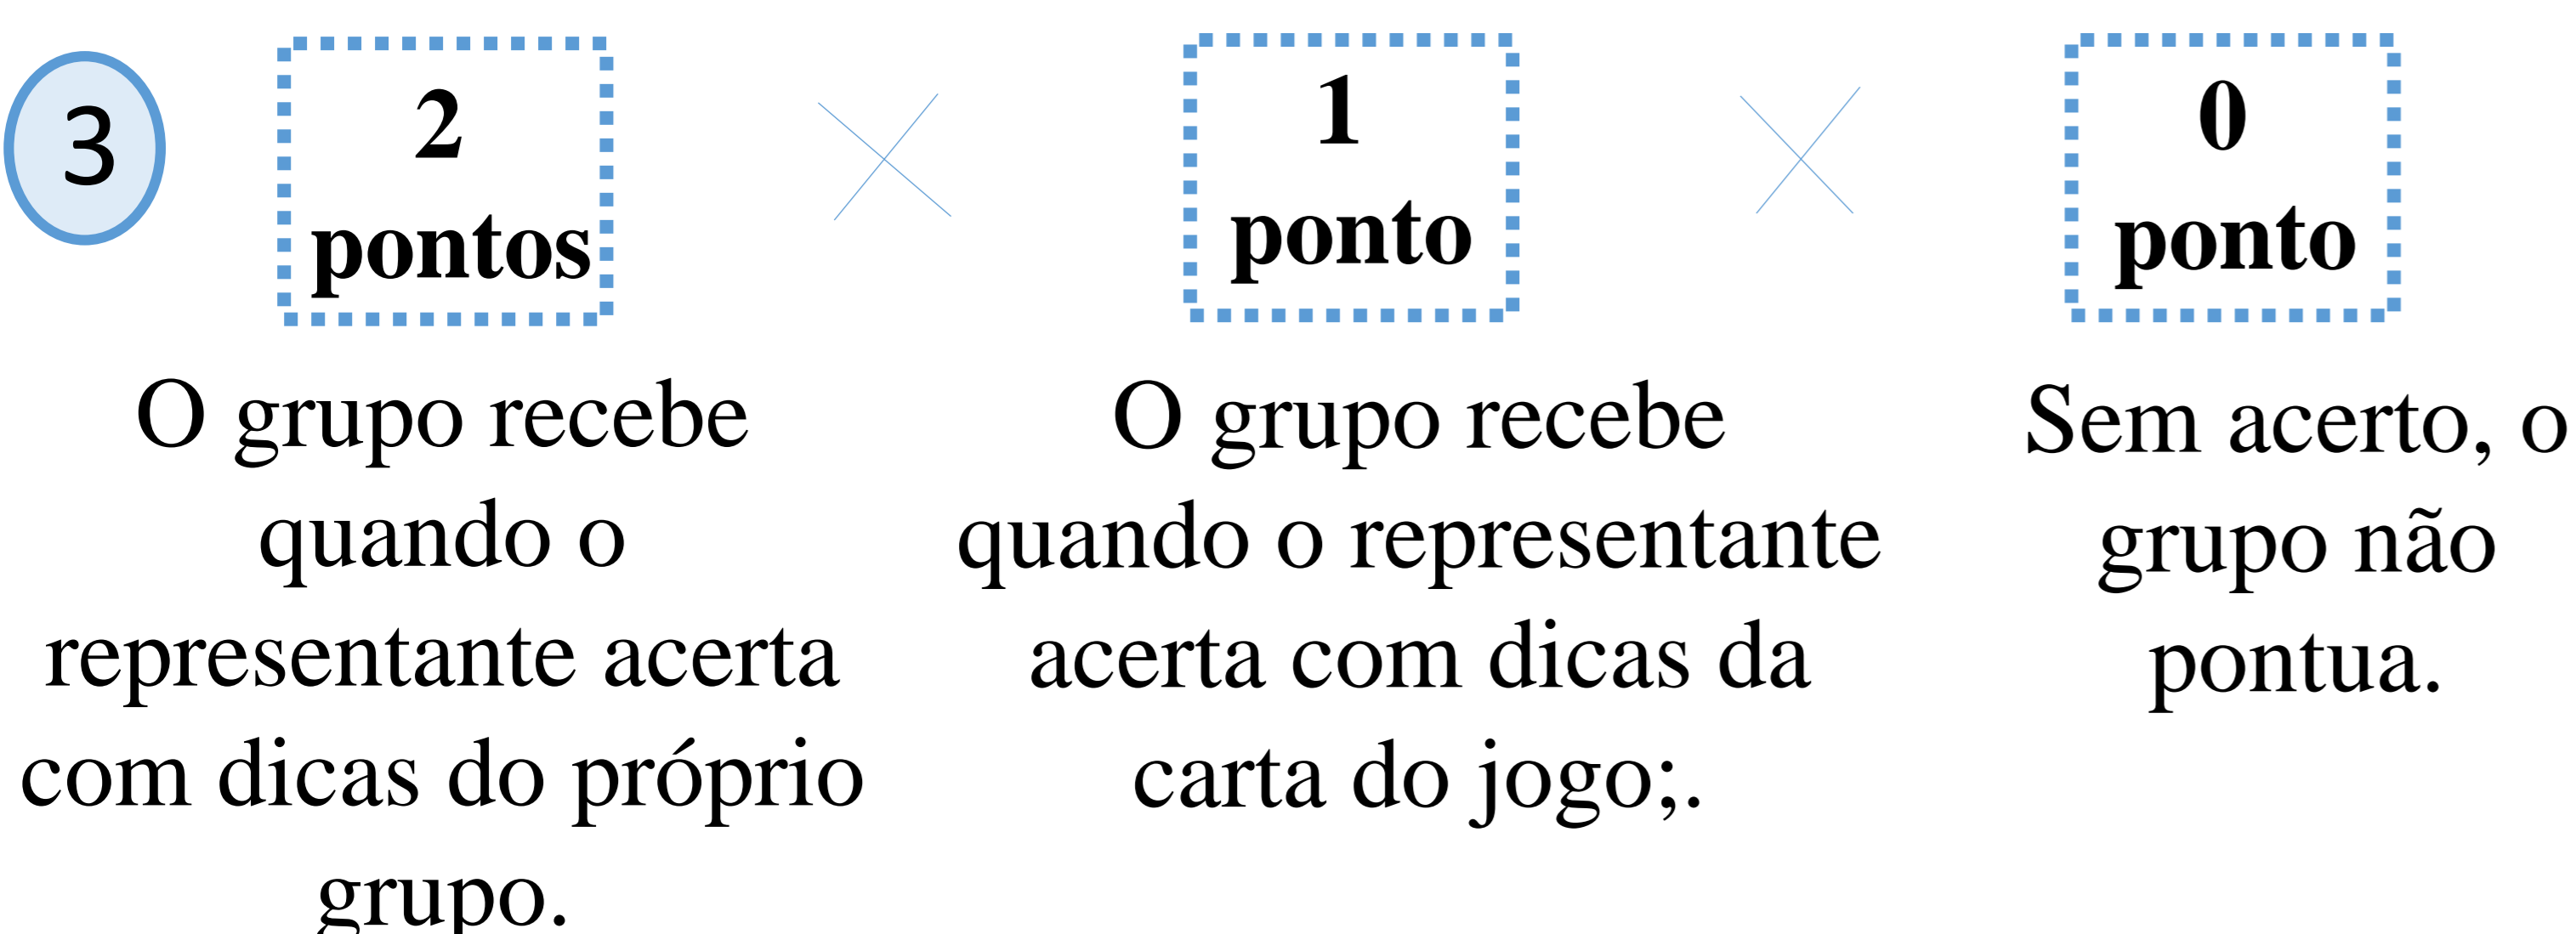 3
2
pontos
O grupo recebe
quando o
representante acerta
com dicas do próprio
grupo.
1
ponto
O grupo recebe
quando o representante
acerta com dicas da
carta do jogo;.
0
ponto
Sem acerto, o
grupo não
pontua.